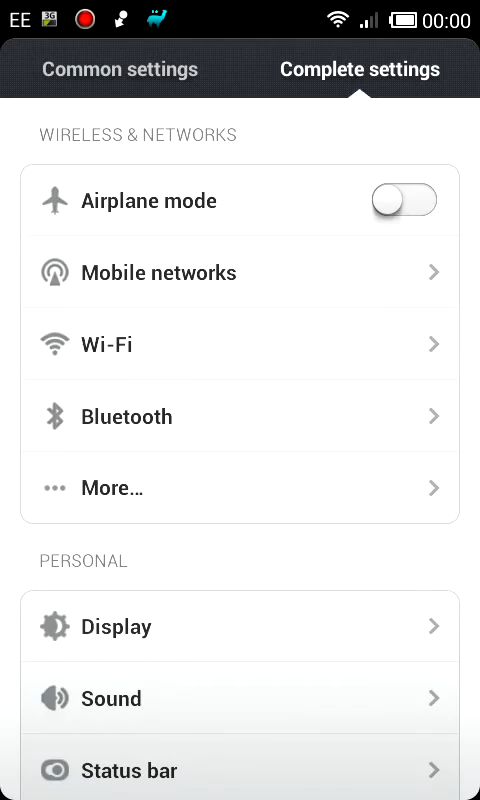 EE 3G 00:00
Common settings Complete settings
WIRELESS & NETWORKS
Airplane mode
Mobile networks
Wi-Fi
Bluetooth
More...
PERSONAL
Display
Sound
Status bar